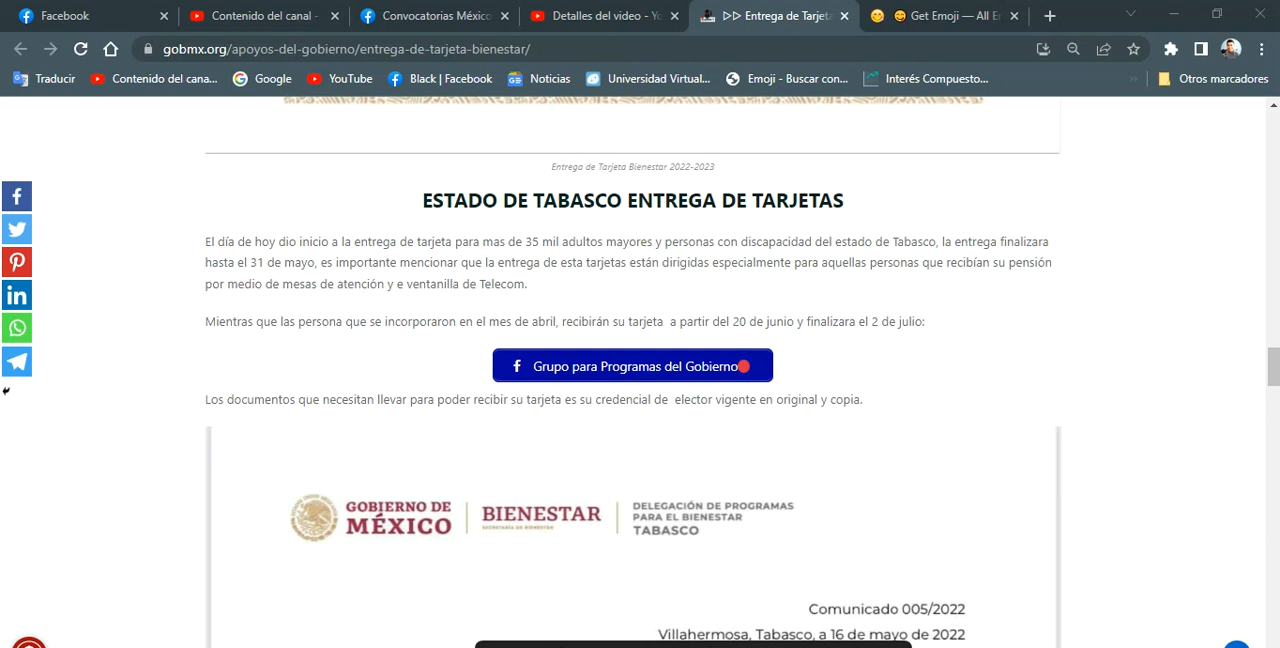 Facebook
Contenido del canal -
Convocatorias México
Detalles del video - Yo
▷▷ Entrega de Tarjeta
😄 Get Emoji — All E
gobmx.org/apoyos-del-gobierno/entrega-de-tarjeta-bienestar/
Traducir
Contenido del cana...
Google
YouTube
Black | Facebook
Noticias
Universidad Virtual...
Emoji - Buscar con...
Interés Compuesto...
Otros marcadores
Entrega de Tarjeta Bienestar 2022-2023
ESTADO DE TABASCO ENTREGA DE TARJETAS
El día de hoy dio inicio a la entrega de tarjeta para mas de 35 mil adultos mayores y personas con discapacidad del estado de Tabasco, la entrega finalizara
hasta el 31 de mayo, es importante mencionar que la entrega de esta tarjetas están dirigidas especialmente para aquellas personas que recibían su pensión
por medio de mesas de atención y e ventanilla de Telecom.
Mientras que las persona que se incorporaron en el mes de abril, recibirán su tarjeta  a partir del 20 de junio y finalizara el 2 de julio:
Grupo para Programas del Gobierno🔴
Los documentos que necesitan llevar para poder recibir su tarjeta es su credencial de  elector vigente en original y copia.
GOBIERNO DE
MÉXICO
BIENESTAR
SECRETARÍA DE BIENESTAR
DELEGACIÓN DE PROGRAMAS
PARA EL BIENESTAR
TABASCO
Comunicado 005/2022
Villahermosa, Tabasco, a 16 de mayo de 2022